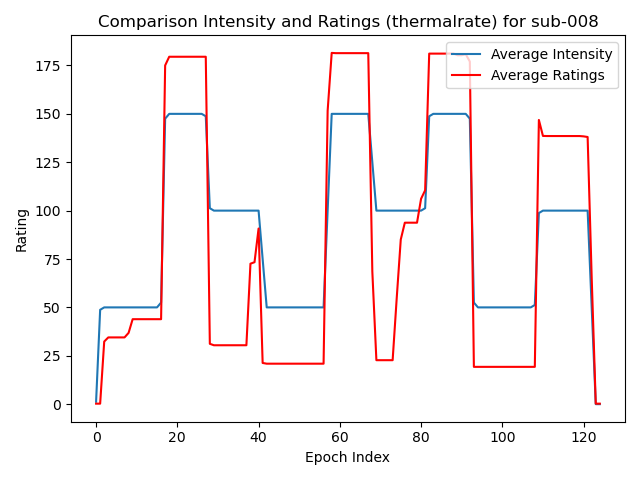 Comparison Intensity and Ratings (thermalrate) for sub-008
Average Intensity
Average Ratings
175
150
125
100
75
50
25
0
Rating
0 20 40 60 80 100 120
Epoch Index